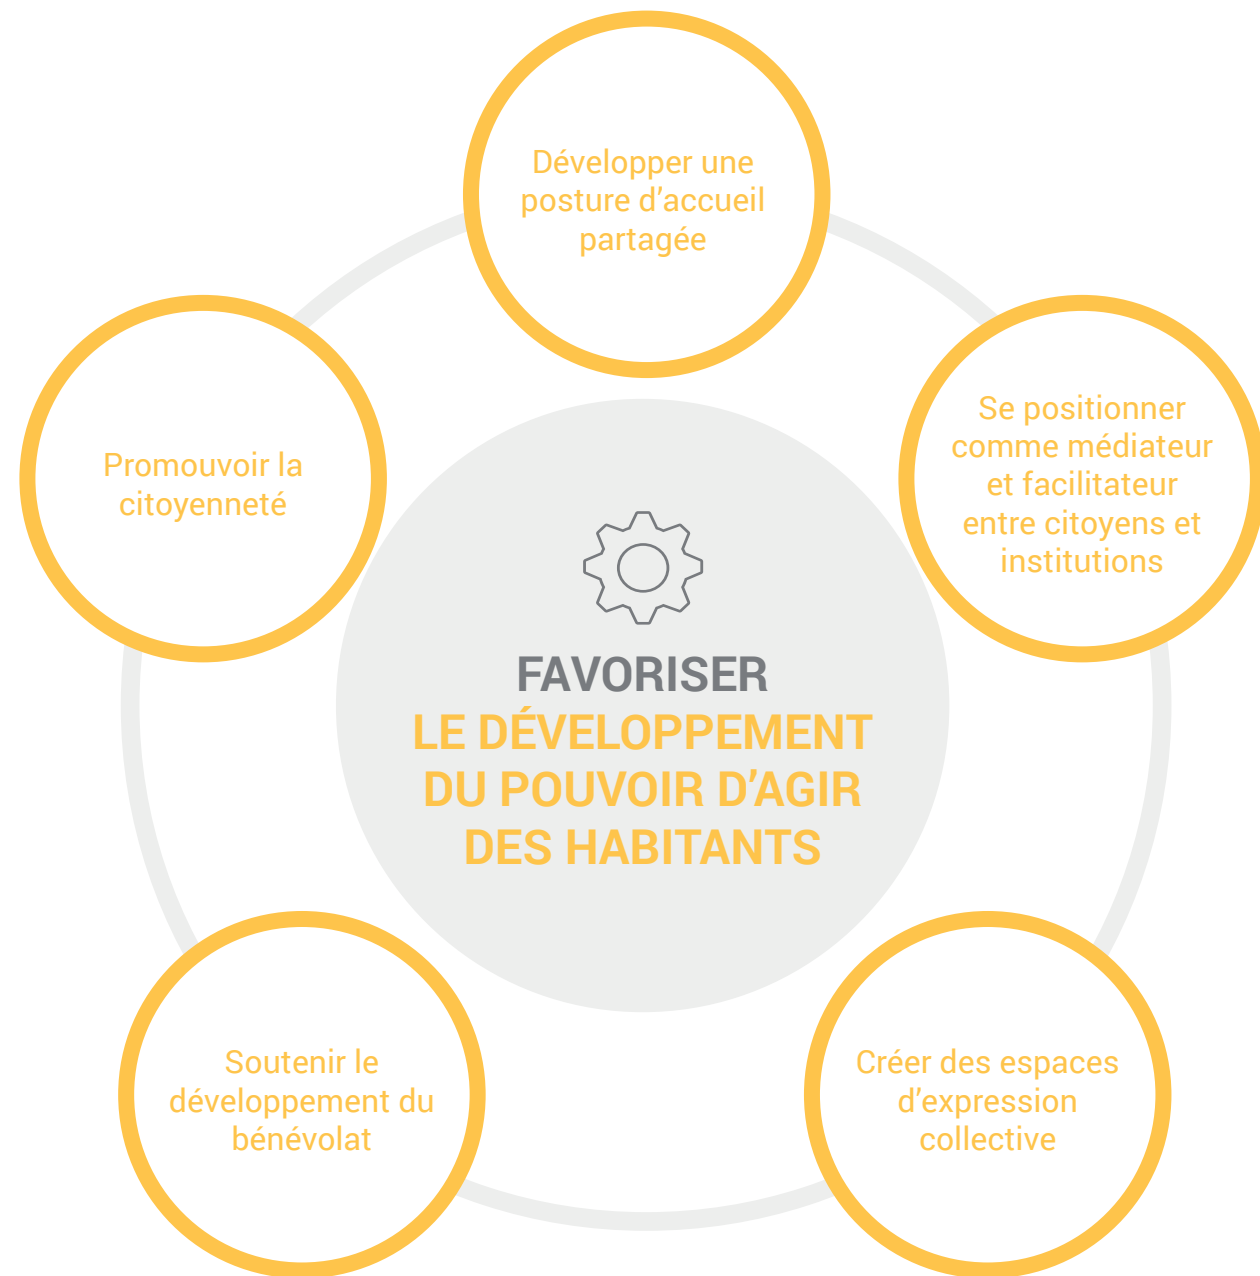 Développer une
posture d’accueil
partagée
Se positionner
comme médiateur
et facilitateur
entre citoyens et
institutions
Promouvoir la
citoyenneté
FAVORISER
LE DÉVELOPPEMENT
DU POUVOIR D’AGIR
DES HABITANTS
Soutenir le
développement du
bénévolat
Créer des espaces
d’expression
collective